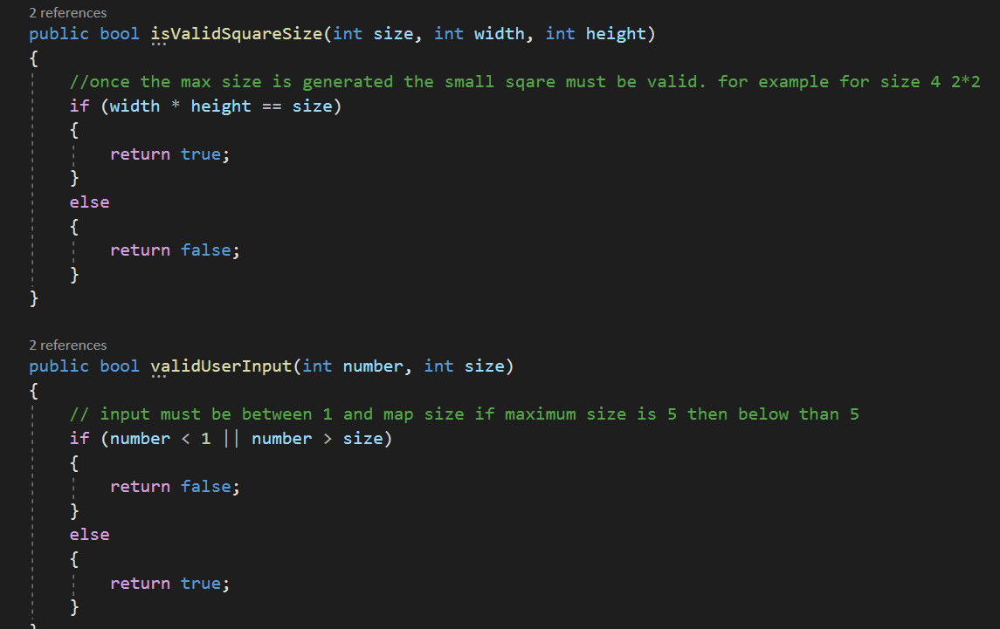 2 references
public bool isValidSquareSize(int size, int width, int height)
{
//once the max size is generated the small sqare must be valid. for example for size 4 2*2
if (width * height == size)
{
return true;
}
else
{
return false;
}
}
2 references
public bool validUserInput(int number, int size)
{
// input must be between 1 and map size if maximum size is 5 then below than 5
if (number < 1 || number > size)
{
return false;
}
else
{
return true;
}
}